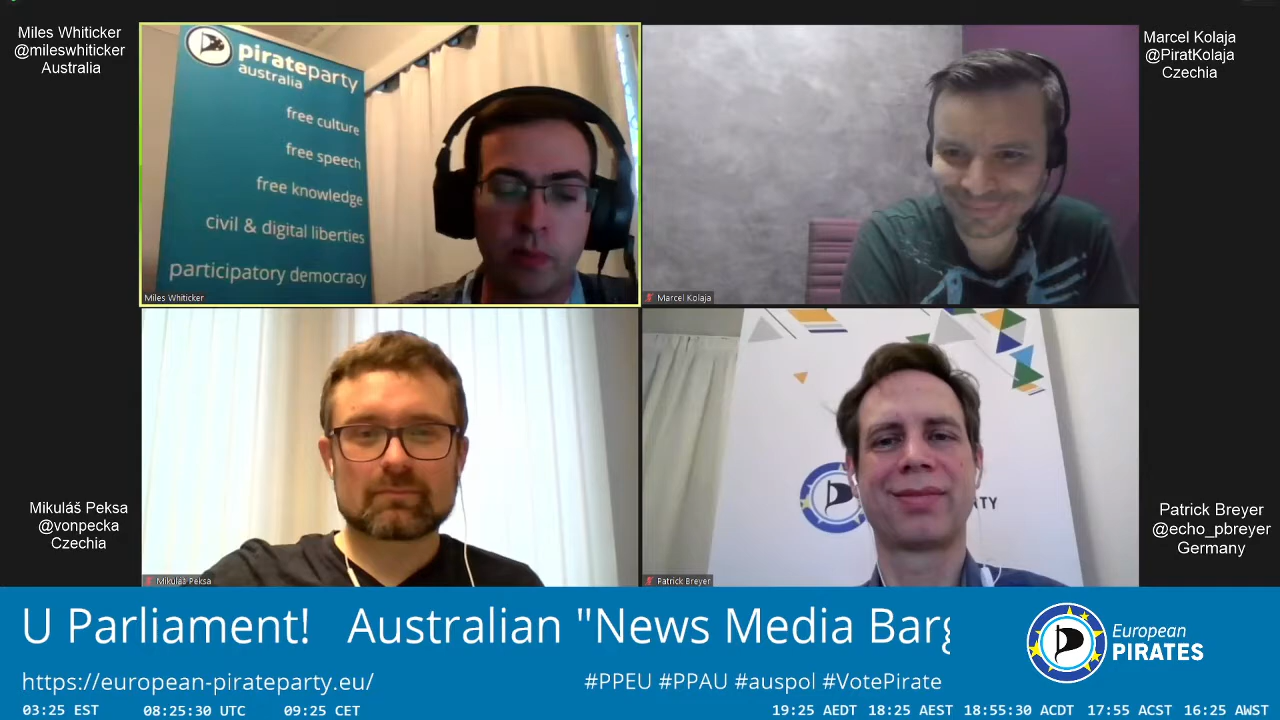 Miles Whiticker
@mileswhiticker
Australia
pirateparty
australia
free culture
free speech
free knowledge
civil & digital liberties
participatory democracy
Miles Whiticker
Marcel Kolaja
@PiratKolaja
Czechia
Marcel Kolaja
Mikuláš Peksa
@vonpecka
Czechia
Mikuláš Peksa
TY
Patrick Breyer
Patrick Breyer
@echo_pbreyer
Germany
U Parliament! Australian "News Media Barg
European
PIRATES
https://european-pirateparty.eu/
#PPEU #PPAU #auspol #VotePirate
03:25 EST 08:25:30 UTC 09:25 CET
19:25 AEDT 18:25 AEST 18:55:30 ACDT 17:55 ACST 16:25 AWST